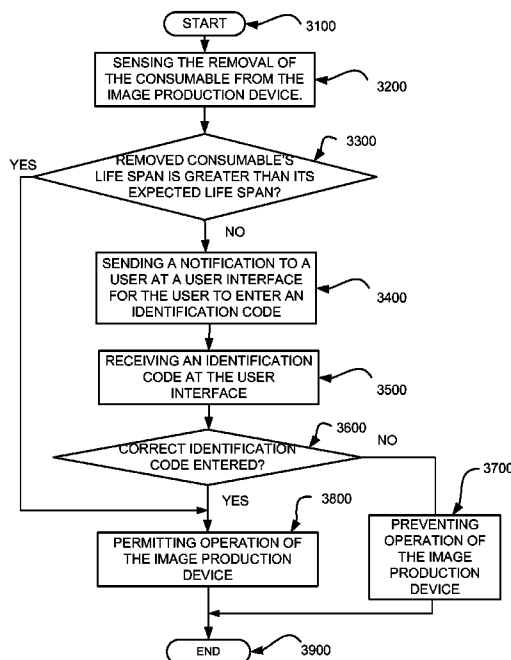 START
3100
SENSING THE REMOVAL OF
THE CONSUMABLE FROM THE
IMAGE PRODUCTION DEVICE.
3200
3300
YES
REMOVED CONSUMABLE'S
LIFE SPAN IS GREATER THAN ITS
EXPECTED LIFE SPAN?
NO
SENDING A NOTIFICATION TO A
USER AT A USER INTERFACE
FOR THE USER TO ENTER AN
IDENTIFICATION CODE
3400
RECEIVING AN IDENTIFICATION
CODE AT THE USER
INTERFACE
3500
3600
CORRECT IDENTIFICATION
CODE ENTERED?
NO
YES
3700
PREVENTING
OPERATION OF
THE IMAGE
PRODUCTION
DEVICE
3800
PERMITTING OPERATION OF
THE IMAGE PRODUCTION
DEVICE
END
3900